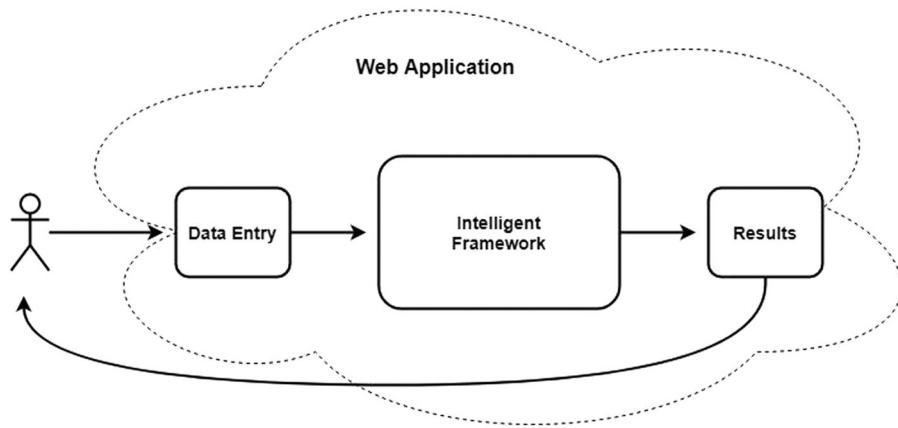 Web Application
Data Entry
Intelligent
Framework
Results